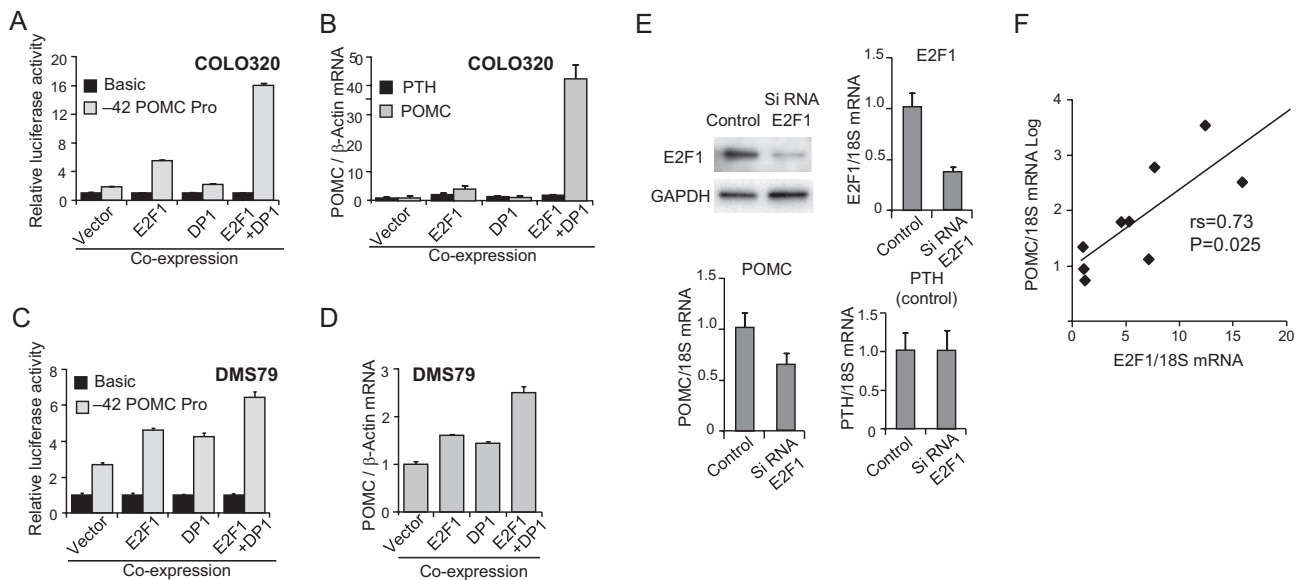 A
COLO320
Relative luciferase activity
20
16
12
8
4
0
Basic
–42 POMC Pro
Vector
E2F1
DP1
E2F1
+DP1
Co-expression
B
COLO320
POMC / β-Actin mRNA
50
40
30
20
10
0
PTH
POMC
Vector
E2F1
DP1
E2F1
+DP1
Co-expression
C
DMS79
Relative luciferase activity
8
6
4
2
0
Basic
–42 POMC Pro
Vector
E2F1
DP1
E2F1
+DP1
Co-expression
D
DMS79
POMC / β-Actin mRNA
3
2
1
0
Vector
E2F1
DP1
E2F1
+DP1
Co-expression
E
Si RNA
Control E2F1
E2F1
GAPDH
E2F1
E2F1/18S mRNA
1.5
1.0
0.5
0
Control
Si RNA
E2F1
POMC
POMC/18S mRNA
1.5
1.0
0.5
0
Control
Si RNA
E2F1
PTH
(control)
PTH/18S mRNA
1.5
1.0
0.5
0
Control
Si RNA
E2F1
F
POMC/18S mRNA Log
4
3
2
1
rs=0.73
P=0.025
0 5 10 15 20
E2F1/18S mRNA